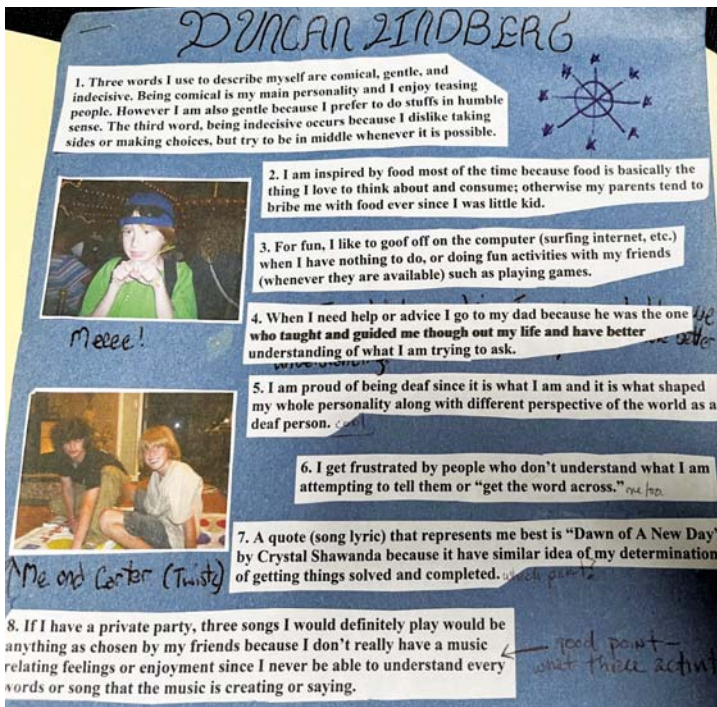 DUNCAN LINDBERG
1. Three words I use to describe myself are comical, gentle, and
indecisive. Being comical is my main personality and I enjoy teasing
people. However I am also gentle because I prefer to do stuffs in humble
sense. The third word, being indecisive occurs because I dislike taking
sides or making choices, but try to be in middle whenever it is possible.
2. I am inspired by food most of the time because food is basically the
thing I love to think about and consume; otherwise my parents tend to
bribe me with food ever since I was little kid.
3. For fun, I like to goof off on the computer (surfing internet, etc.)
when I have nothing to do, or doing fun activities with my friends
(whenever they are available) such as playing games.
Meeee!
4. When I need help or advice I go to my dad because he was the one
who taught and guided me though out my life and have better
understanding of what I am trying to ask.
5. I am proud of being deaf since it is what I am and it is what shaped
my whole personality along with different perspective of the world as a
deaf person. cool
6. I get frustrated by people who don't understand what I am
attempting to tell them or "get the word across." me too
7. A quote (song lyric) that represents me best is "Dawn of A New Day"
by Crystal Shawanda because it have similar idea of my determination
of getting things solved and completed. which part?
Me and Carter (Twist)
8. If I have a private party, three songs I would definitely play would be
anything as chosen by my friends because I don't really have a music
relating feelings or enjoyment since I never be able to understand every
words or song that the music is creating or saying.
good point –
what three